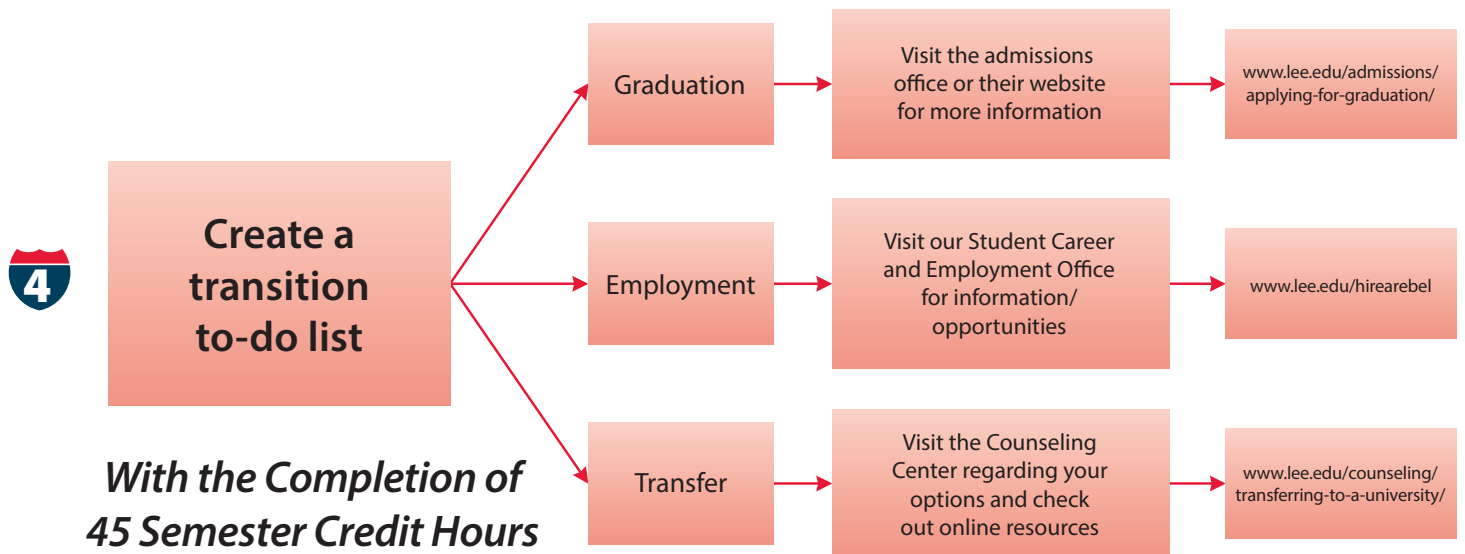 4
Create a
transition
to-do list
With the Completion of
45 Semester Credit Hours
Graduation
Visit the admissions
office or their website
for more information
www.lee.edu/admissions/
applying-for-graduation/
Employment
Visit our Student Career
and Employment Office
for information/
opportunities
www.lee.edu/hirearebel
Transfer
Visit the Counseling
Center regarding your
options and check
out online resources
www.lee.edu/counseling/
transferring-to-a-university/